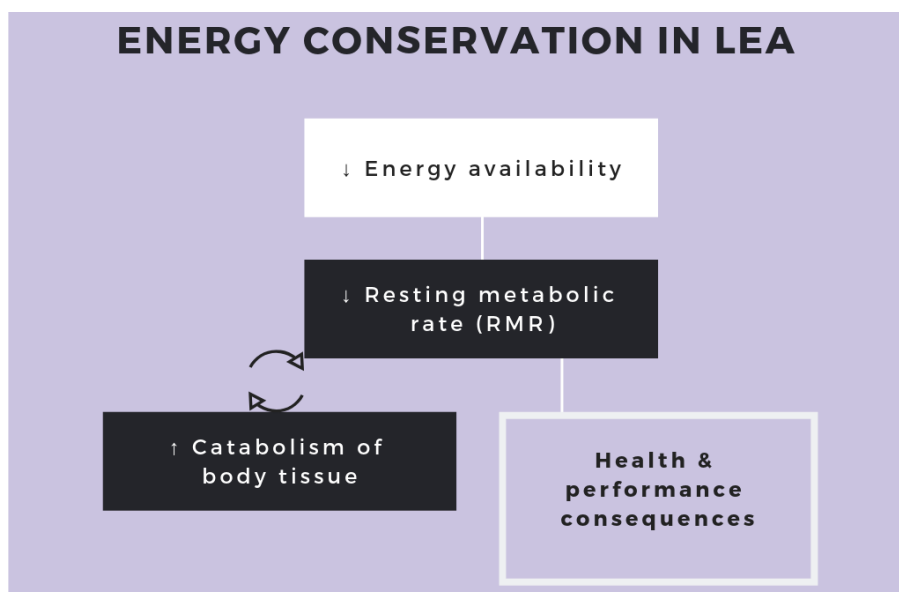 ENERGY CONSERVATION IN LEA
↓ Energy availability
↓ Resting metabolic
rate (RMR)
↑ Catabolism of
body tissue
Health &
performance
consequences